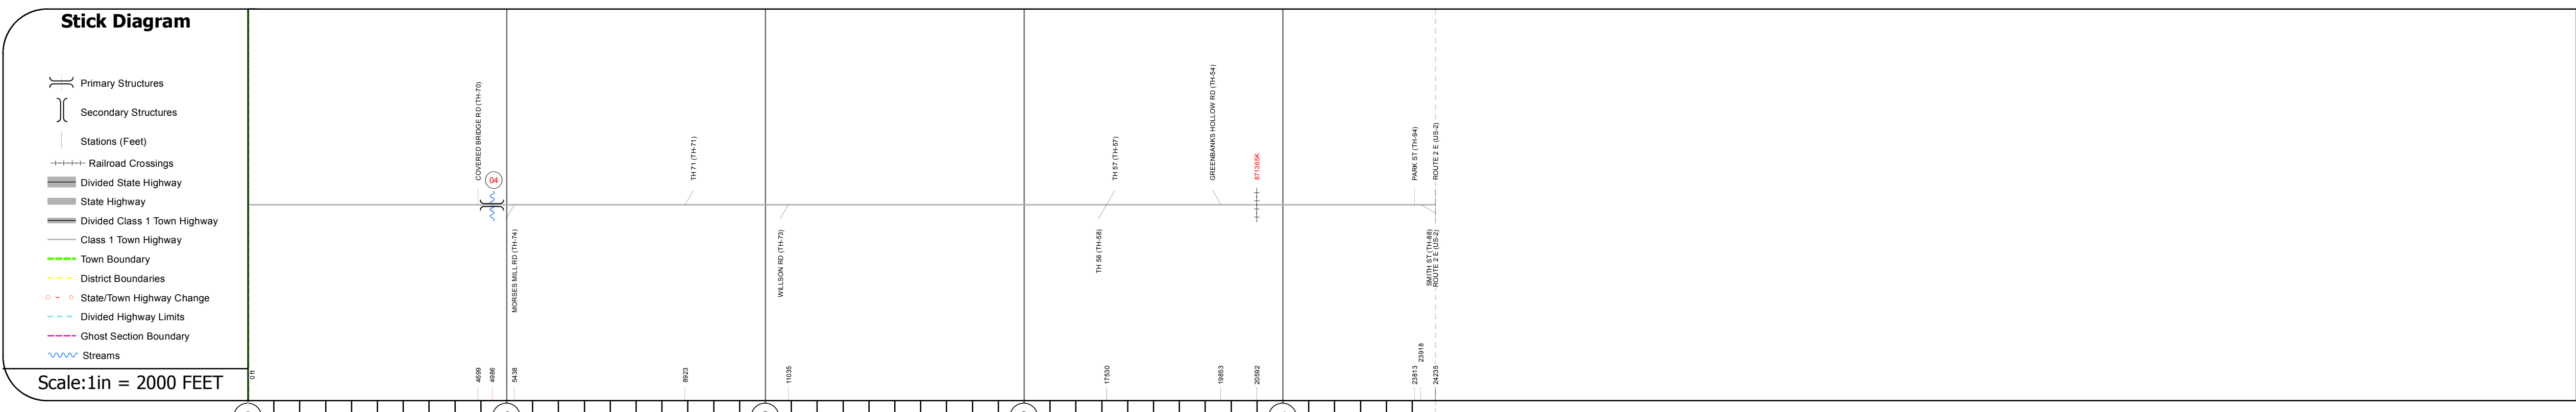 Stick Diagram
Primary Structures
Secondary Structures
Stations (Feet)
Railroad Crossings
Divided State Highway
State Highway
Divided Class 1 Town Highway
Class 1 Town Highway
Town Boundary
District Boundaries
State/Town Highway Change
Divided Highway Limits
Ghost Section Boundary
Streams
Scale:1in = 2000 FEET
COVERED BRIDGE RD (TH-70)
04
MORSES MILL RD (TH-74)
TH 71 (TH-71)
WILLSON RD (TH-73)
TH 57 (TH-57)
TH 58 (TH-58)
GREENBANKS HOLLOW RD (TH-54)
871365K
PARK ST (TH-94)
ROUTE 2 E (US-2)
SMITH ST (TH-88)
ROUTE 2 E (US-2)
0 ft
4699
4986
5438
8923
11035
17530
19853
20592
23813
23918
24235